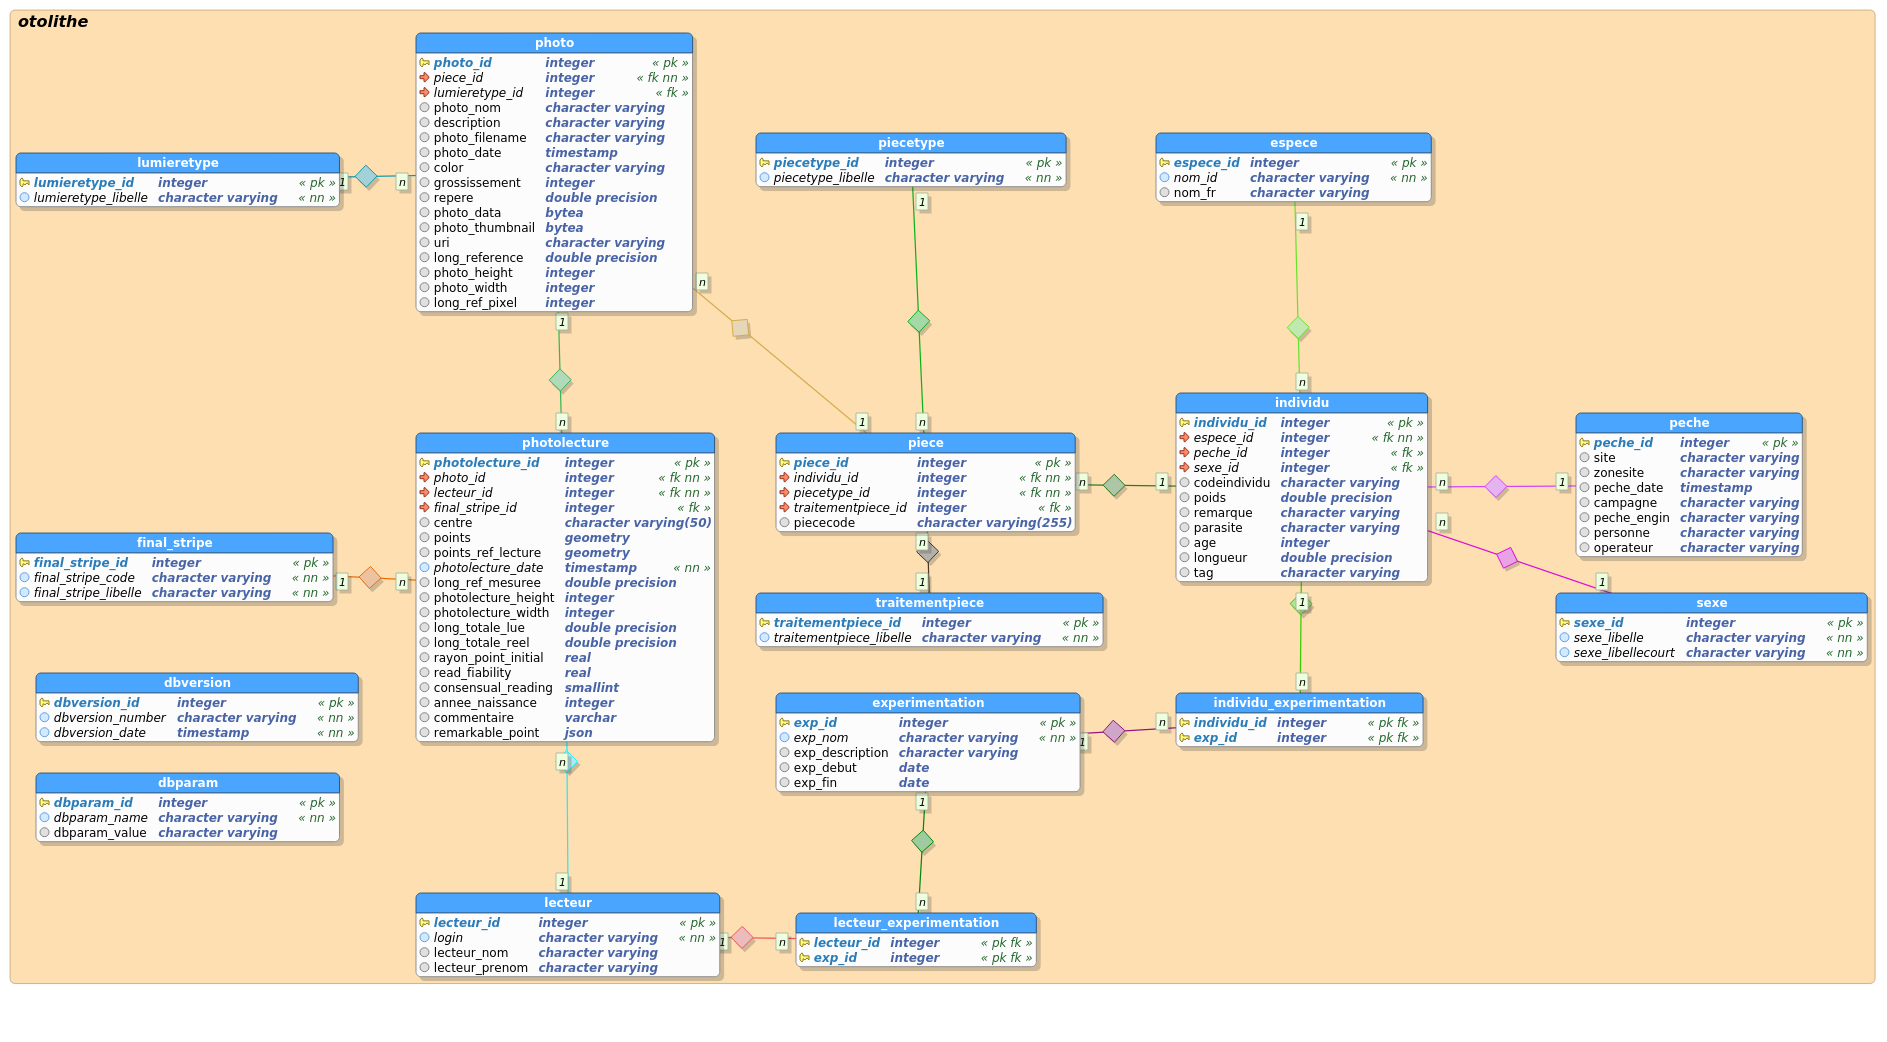 otolithe
photo
photo_id integer « pk »
piece_id integer « fk nn »
lumieretype_id integer « fk »
photo_nom character varying
description character varying
photo_filename character varying
photo_date timestamp
color character varying
grossissement integer
repere double precision
photo_data bytea
photo_thumbnail bytea
uri character varying
long_reference double precision
photo_height integer
photo_width integer
long_ref_pixel integer
lumieretype
lumieretype_id integer « pk »
lumieretype_libelle character varying « nn »
1
n
piecetype
piecetype_id integer « pk »
piecetype_libelle character varying « nn »
1
n
espece
espece_id integer « pk »
nom_id character varying « nn »
nom_fr character varying
1
n
n
1
1
n
photolecture
photolecture_id integer « pk »
photo_id integer « fk nn »
lecteur_id integer « fk nn »
final_stripe_id integer « fk »
centre character varying(50)
points geometry
points_ref_lecture geometry
photolecture_date timestamp « nn »
long_ref_mesuree double precision
photolecture_height integer
photolecture_width integer
long_totale_lue double precision
long_totale_reel double precision
rayon_point_initial real
read_fiability real
consensual_reading smallint
annee_naissance integer
commentaire varchar
remarkable_point json
piece
piece_id integer « pk »
individu_id integer « fk nn »
piecetype_id integer « fk nn »
traitementpiece_id integer « fk »
piececode character varying(255)
n
1
individu
individu_id integer « pk »
espece_id integer « fk nn »
peche_id integer « fk »
sexe_id integer « fk »
codeindividu character varying
poids double precision
remarque character varying
parasite character varying
age integer
longueur double precision
tag character varying
n
1
peche
peche_id integer « pk »
site character varying
zonesite character varying
peche_date timestamp
campagne character varying
peche_engin character varying
personne character varying
operateur character varying
n
1
final_stripe
final_stripe_id integer « pk »
final_stripe_code character varying « nn »
final_stripe_libelle character varying « nn »
1
n
n
1
traitementpiece
traitementpiece_id integer « pk »
traitementpiece_libelle character varying « nn »
sexe
sexe_id integer « pk »
sexe_libelle character varying « nn »
sexe_libellecourt character varying « nn »
1
n
dbversion
dbversion_id integer « pk »
dbversion_number character varying « nn »
dbversion_date timestamp « nn »
experimentation
exp_id integer « pk »
exp_nom character varying « nn »
exp_description character varying
exp_debut date
exp_fin date
1
n
individu_experimentation
individu_id integer « pk fk »
exp_id integer « pk fk »
dbparam
dbparam_id integer « pk »
dbparam_name character varying « nn »
dbparam_value character varying
n
1
1
n
lecteur
lecteur_id integer « pk »
login character varying « nn »
lecteur_nom character varying
lecteur_prenom character varying
1
n
lecteur_experimentation
lecteur_id integer « pk fk »
exp_id integer « pk fk »